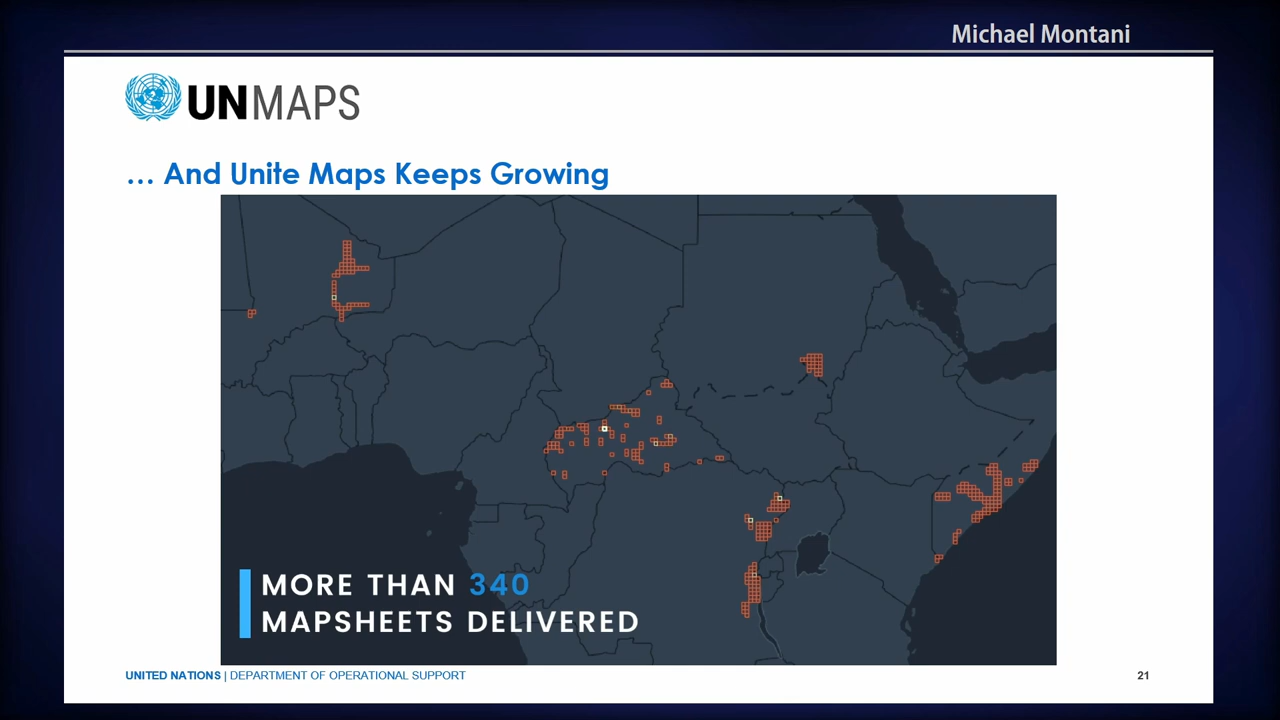 Michael Montani
UNMAPS
… And Unite Maps Keeps Growing
MORE THAN 340
MAPSHEETS DELIVERED
UNITED NATIONS | DEPARTMENT OF OPERATIONAL SUPPORT
21